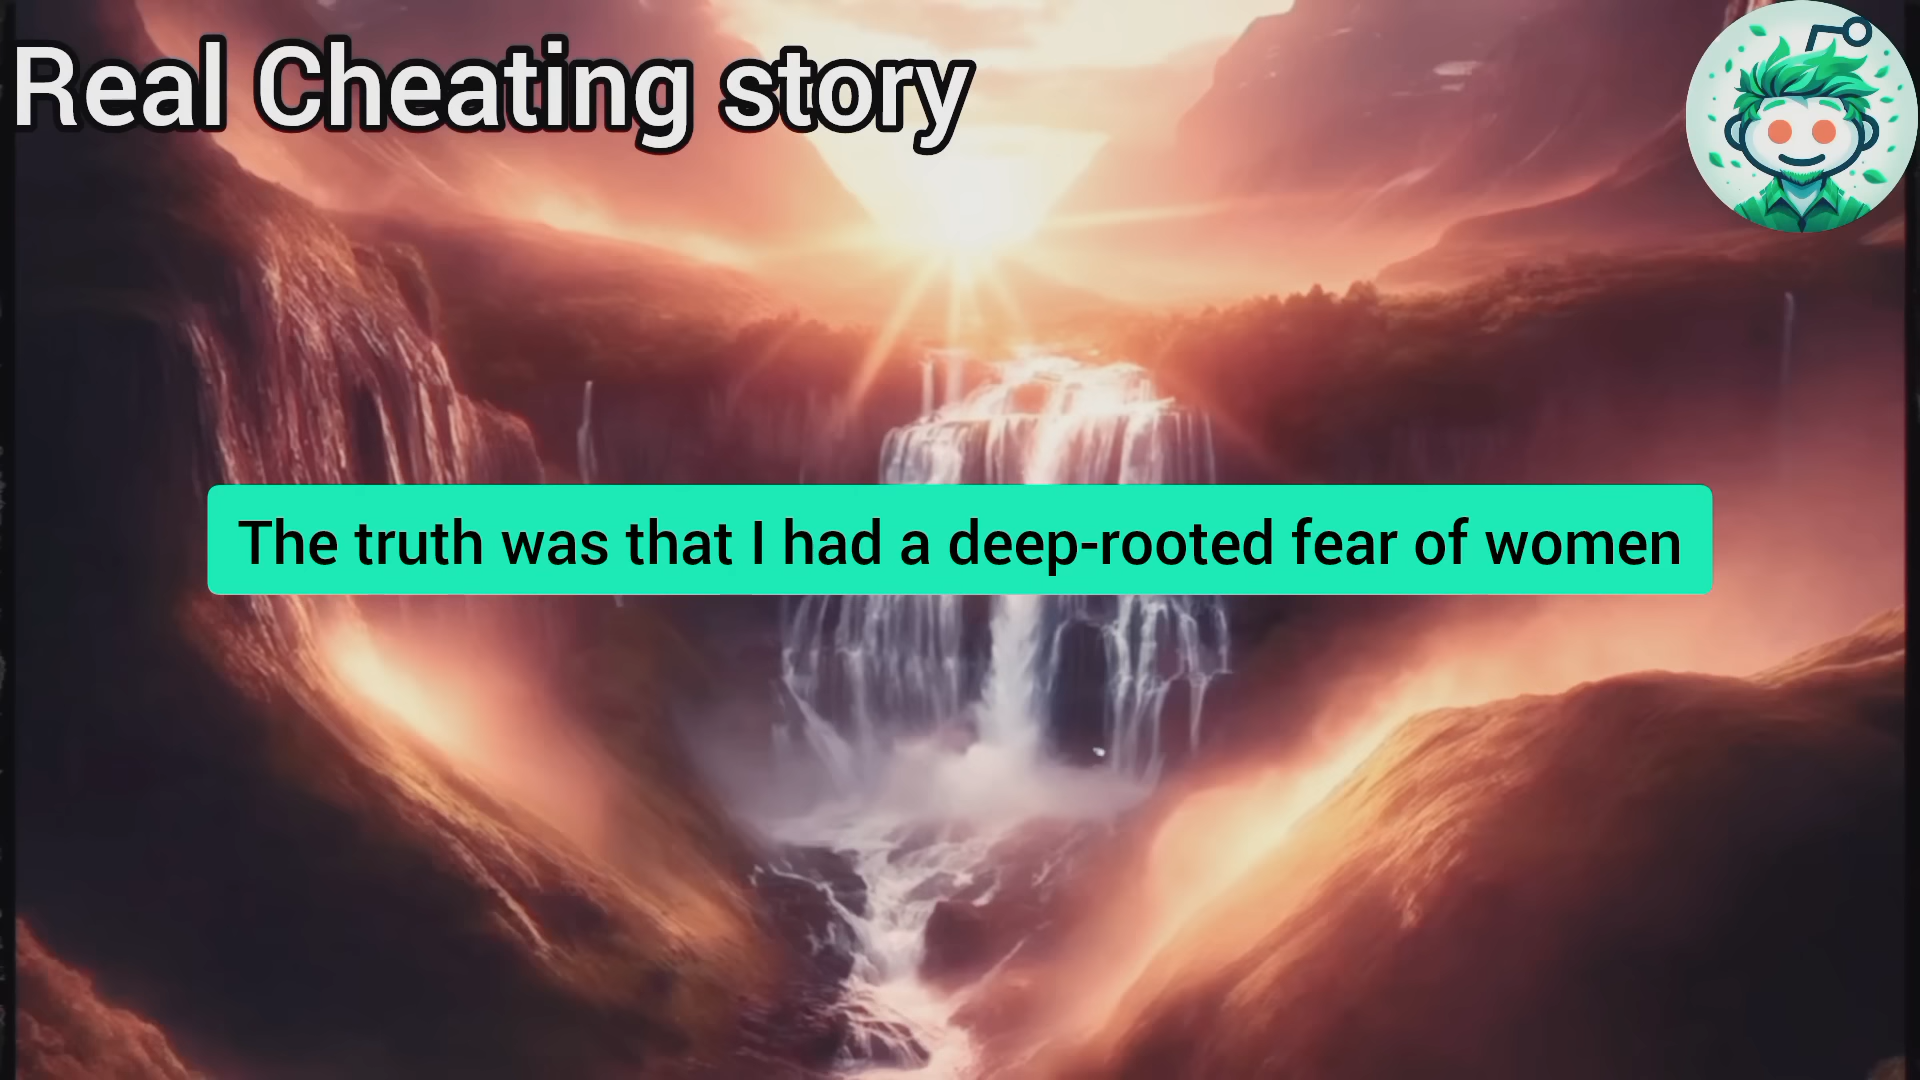 Real Cheating story
The truth was that I had a deep-rooted fear of women